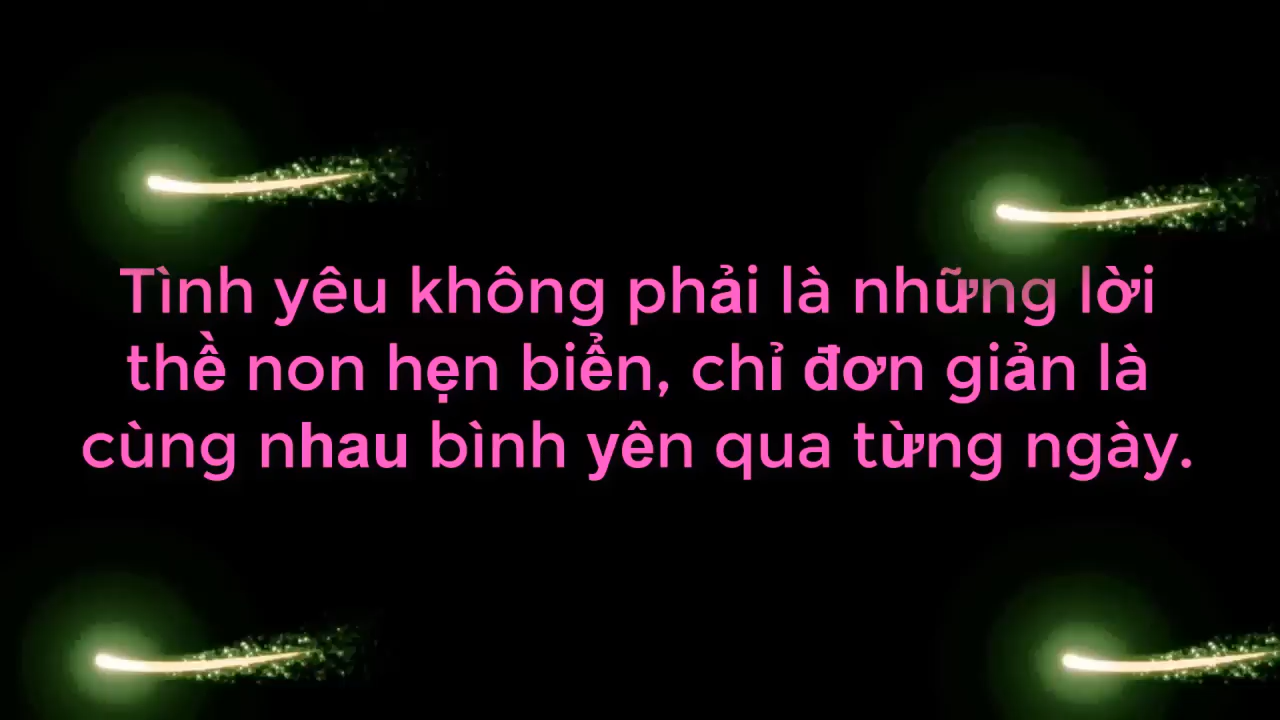 Tình yêu không phải là những lời
thề non hẹn biển, chỉ đơn giản là
cùng nhau bình yên qua từng ngày.